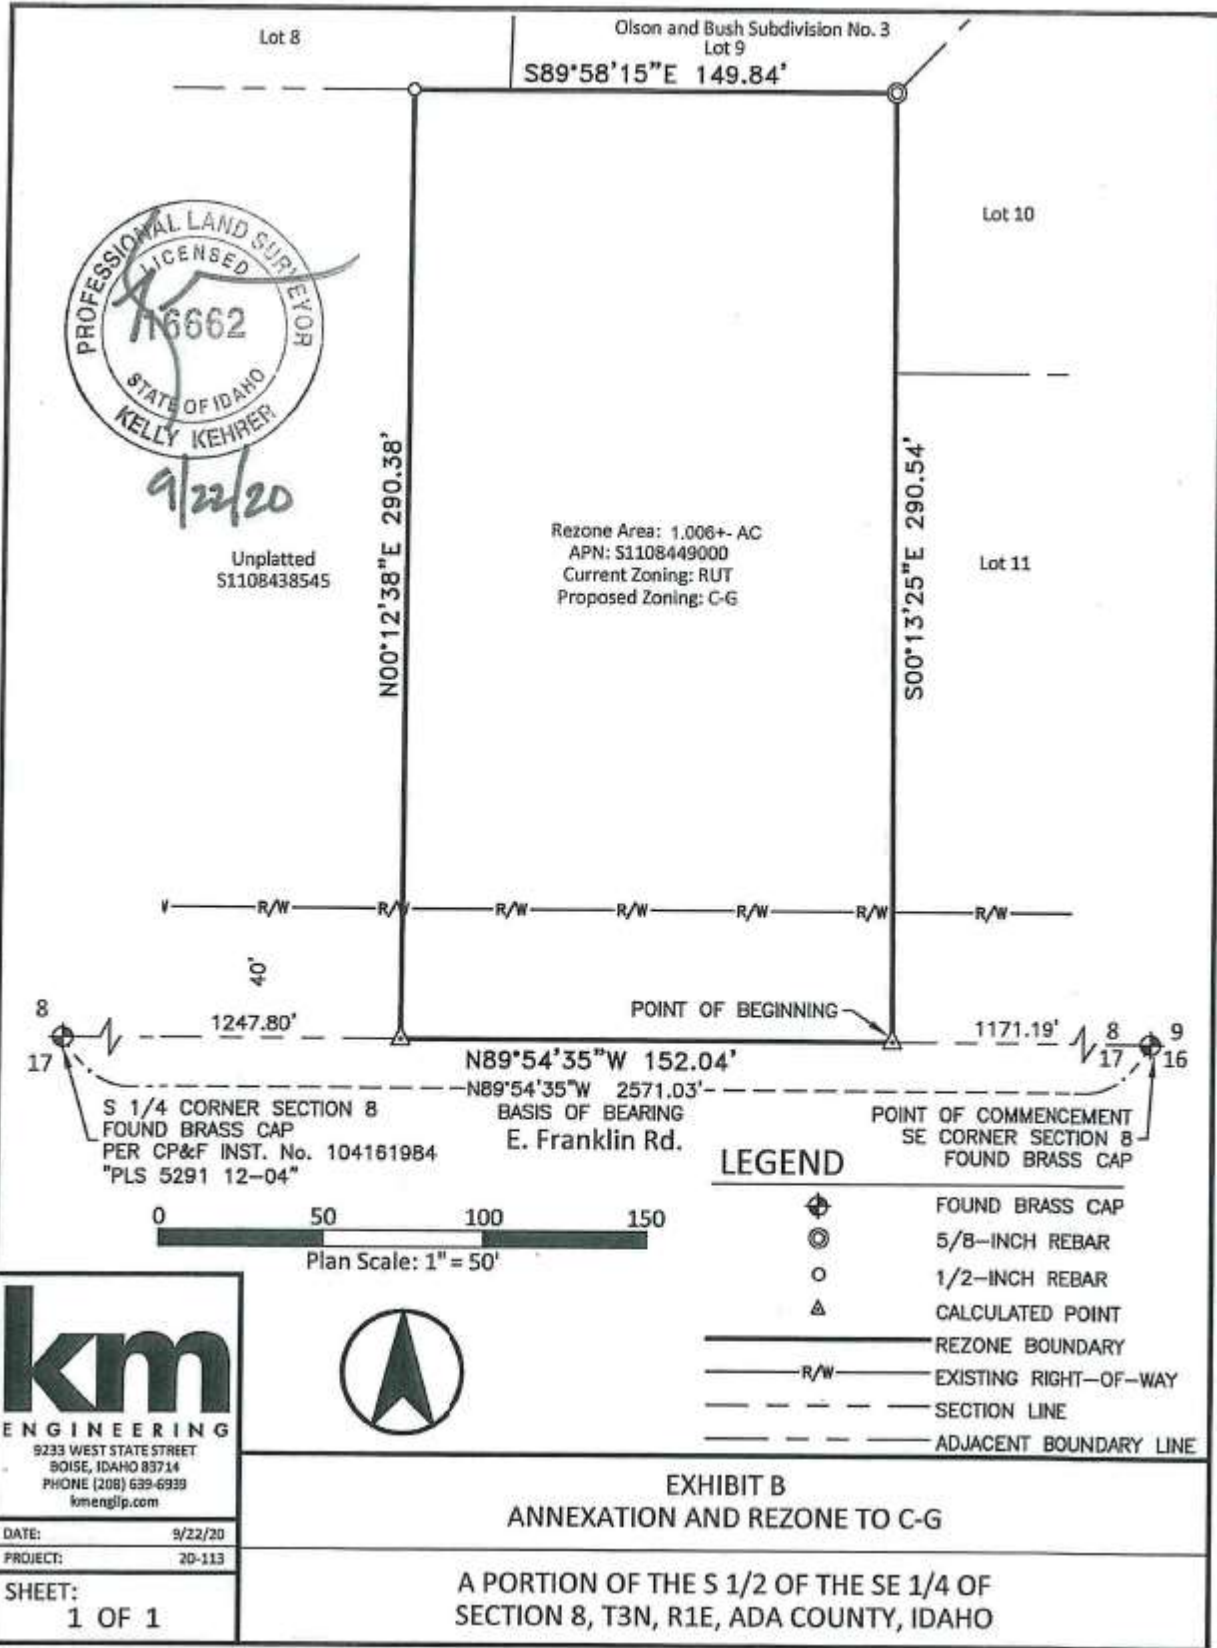 Lot 8
Olson and Bush Subdivision No. 3
Lot 9
S89°58'15"E 149.84'
Lot 10
PROFESSIONAL LAND SURVEYOR
LICENSED
16662
STATE OF IDAHO
KELLY KEHRER
9/22/20
N00°12'38"E 290.38'
S00°13'25"E 290.54'
Unplatted
S1108438545
Rezone Area: 1.006+- AC
APN: S1108449000
Current Zoning: RUT
Proposed Zoning: C-G
Lot 11
R/W R/W R/W R/W R/W R/W R/W
40'
POINT OF BEGINNING
8
17
1247.80'
1171.19'
8
17
9
16
N89°54'35"W 152.04'
N89°54'35"W 2571.03'
BASIS OF BEARING
E. Franklin Rd.
S 1/4 CORNER SECTION 8
FOUND BRASS CAP
PER CP&F INST. No. 104161984
"PLS 5291 12-04"
POINT OF COMMENCEMENT
SE CORNER SECTION 8
FOUND BRASS CAP
0 50 100 150
Plan Scale: 1" = 50'
LEGEND
FOUND BRASS CAP
5/8-INCH REBAR
1/2-INCH REBAR
CALCULATED POINT
REZONE BOUNDARY
R/W EXISTING RIGHT-OF-WAY
SECTION LINE
ADJACENT BOUNDARY LINE
km
ENGINEERING
9233 WEST STATE STREET
BOISE, IDAHO 83714
PHONE (208) 639-6939
kmengllp.com
DATE: 9/22/20
PROJECT: 20-113
SHEET:
1 OF 1
EXHIBIT B
ANNEXATION AND REZONE TO C-G
A PORTION OF THE S 1/2 OF THE SE 1/4 OF
SECTION 8, T3N, R1E, ADA COUNTY, IDAHO